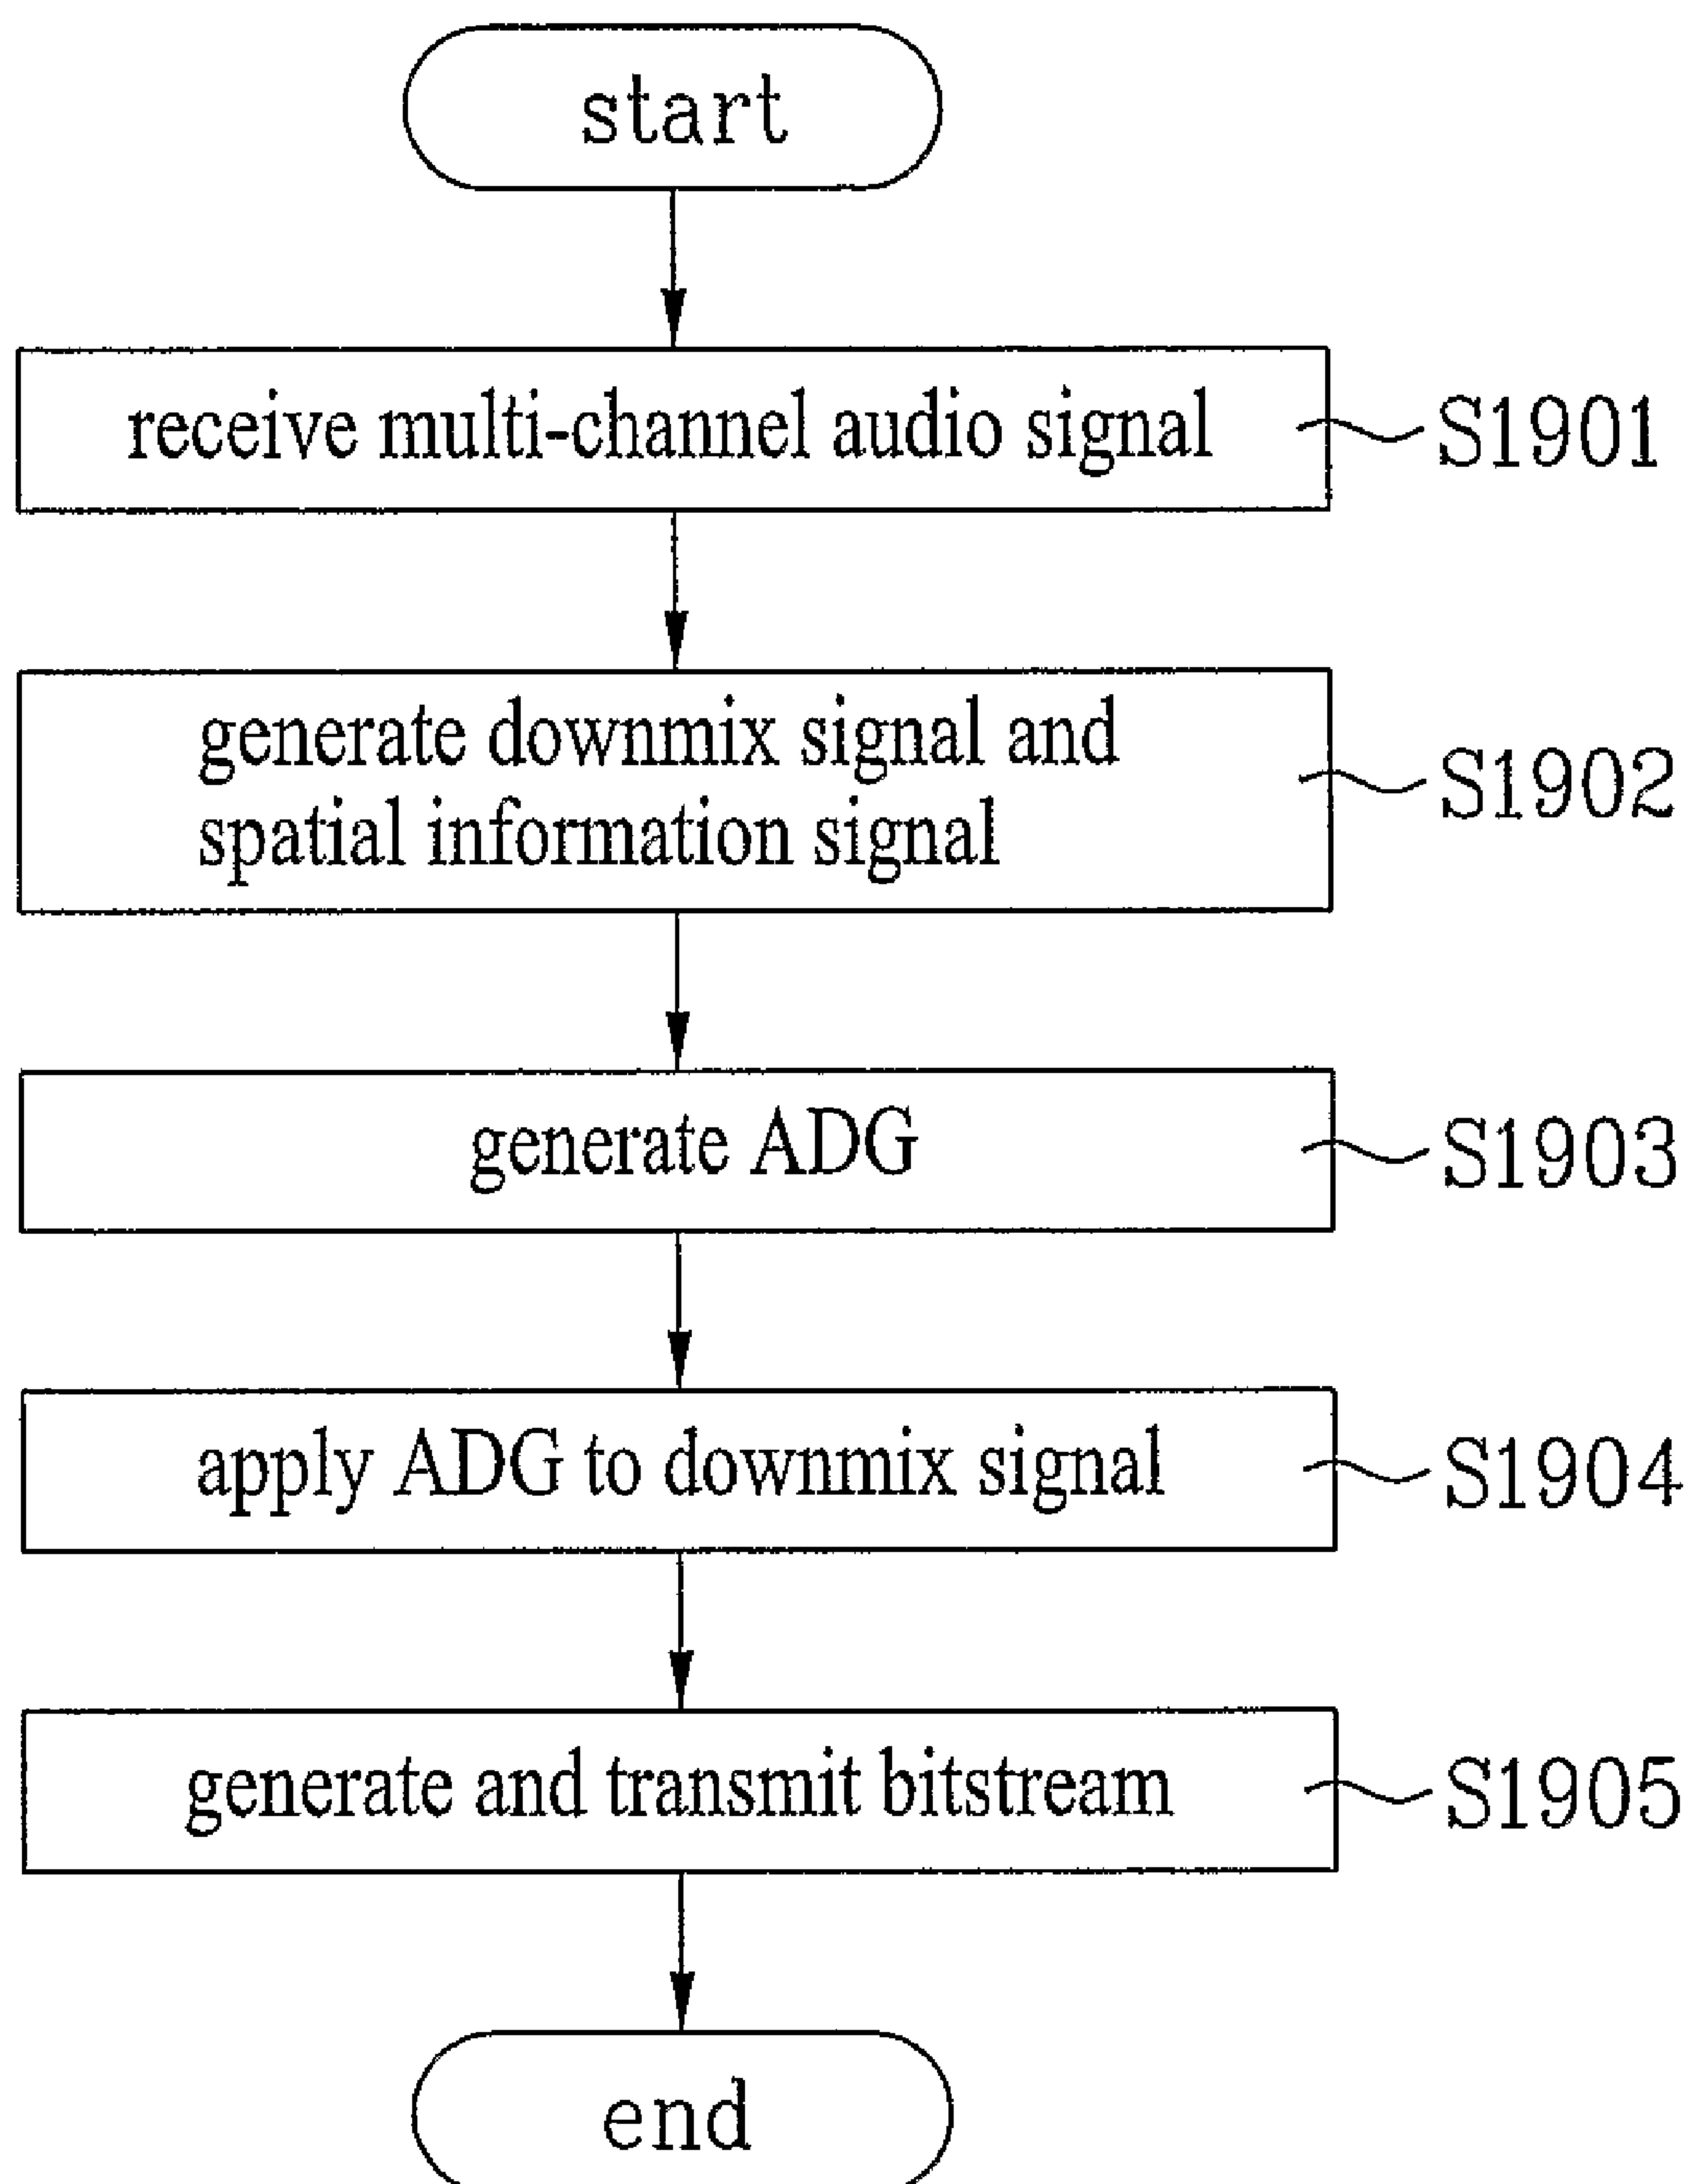 start
receive multi-channel audio signal
S1901
generate downmix signal and
spatial information signal
S1902
generate ADG
S1903
apply ADG to downmix signal
S1904
generate and transmit bitstream
S1905
end